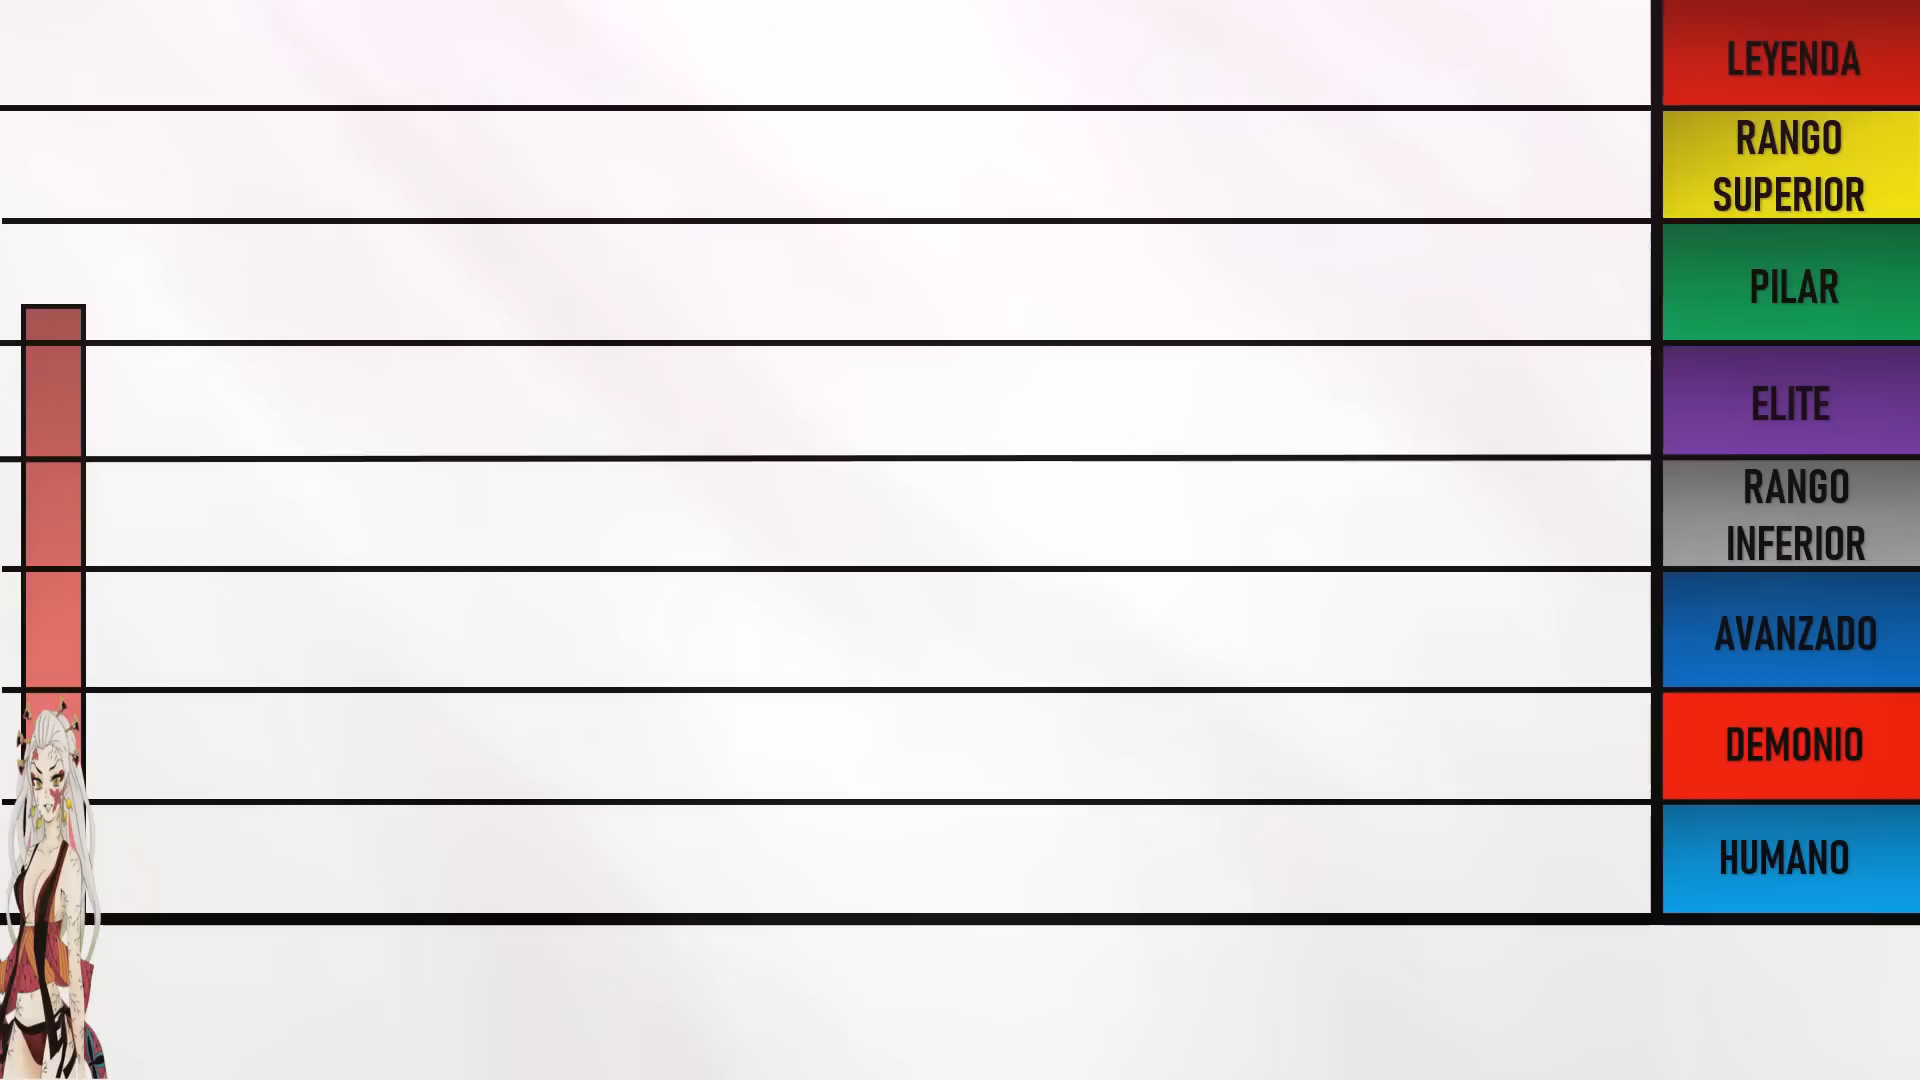 LEYENDA
RANGO
SUPERIOR
PILAR
ELITE
RANGO
INFERIOR
AVANZADO
DEMONIO
HUMANO